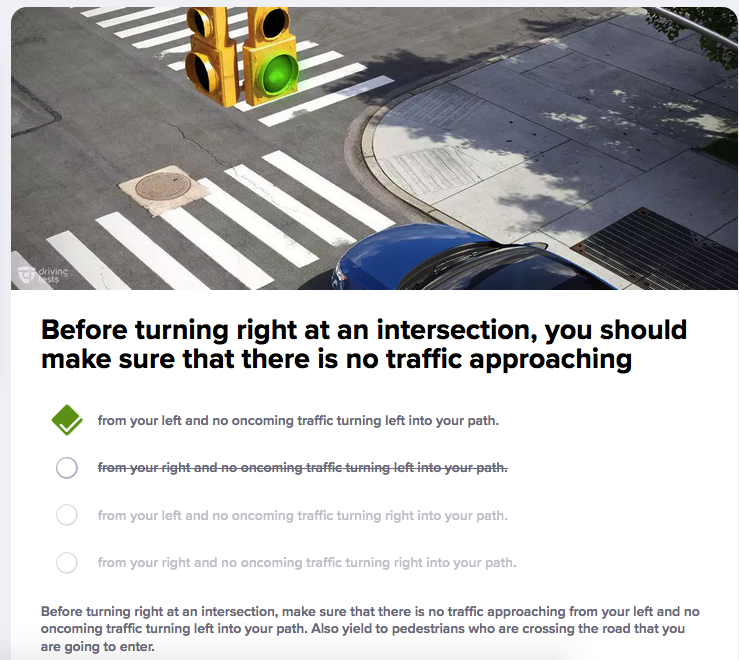 driving
tests
Before turning right at an intersection, you should
make sure that there is no traffic approaching
from your left and no oncoming traffic turning left into your path.
from your right and no oncoming traffic turning left into your path.
from your left and no oncoming traffic turning right into your path.
from your right and no oncoming traffic turning right into your path.
Before turning right at an intersection, make sure that there is no traffic approaching from your left and no
oncoming traffic turning left into your path. Also yield to pedestrians who are crossing the road that you
are going to enter.